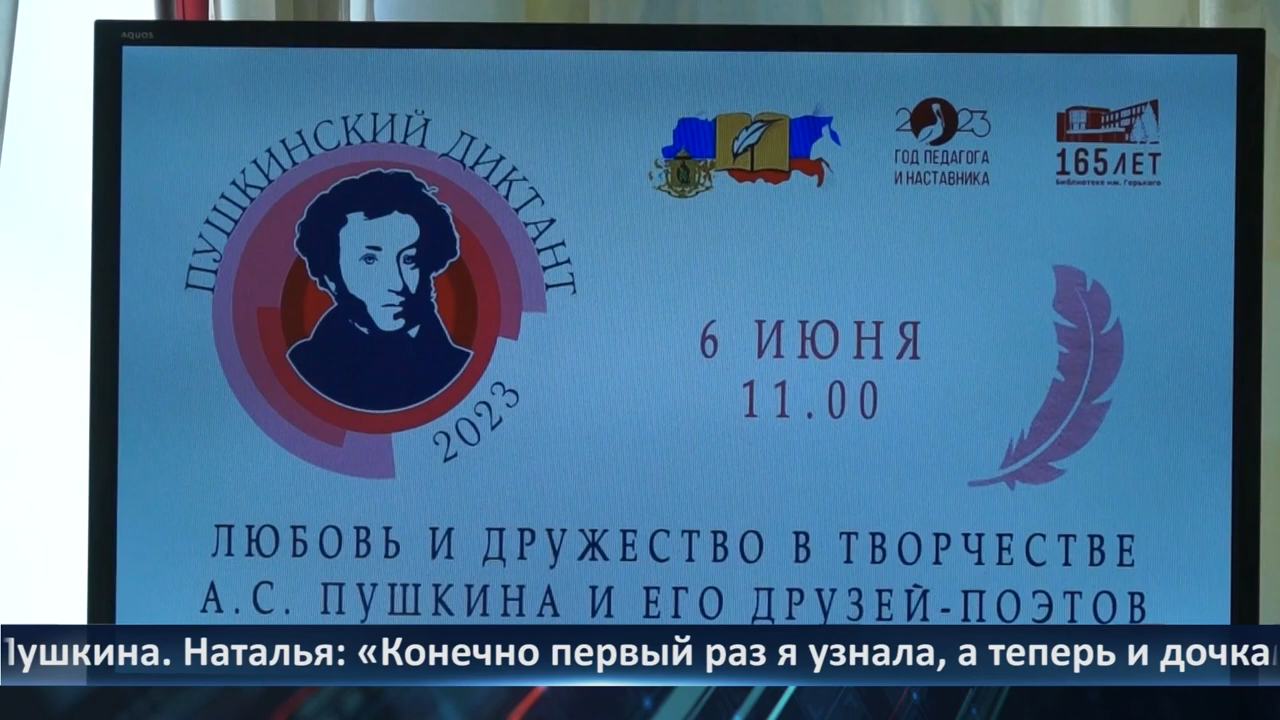 AQUOS
ПУШКИНСКИЙ ДИКТАНТ
2023
2023
ГОД ПЕДАГОГА
И НАСТАВНИКА
165 ЛЕТ
Библиотеке им. Горького
6 ИЮНЯ
11.00
ЛЮБОВЬ И ДРУЖЕСТВО В ТВОРЧЕСТВЕ
А.С. ПУШКИНА И ЕГО ДРУЗЕЙ-ПОЭТОВ
Пушкина. Наталья: «Конечно первый раз я узнала, а теперь и дочка